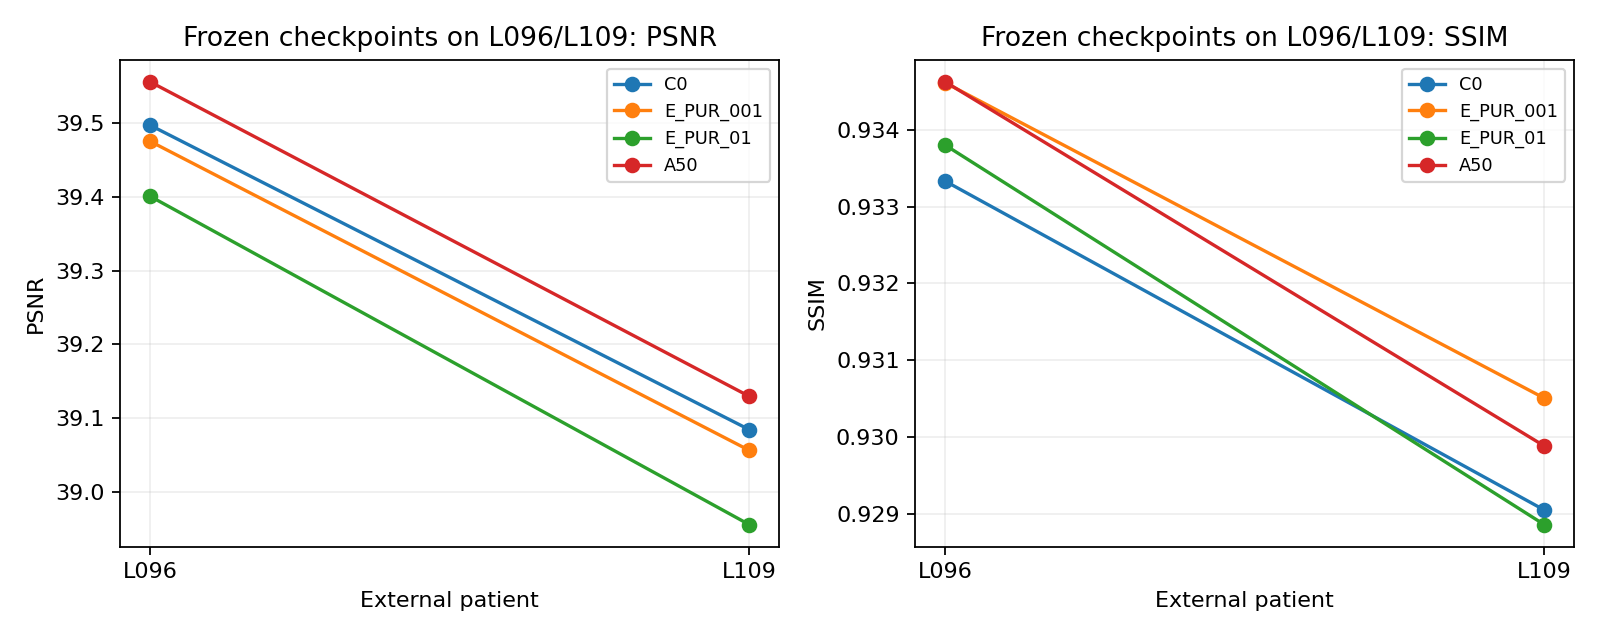 Frozen checkpoints on L096/L109: PSNR
C0
E_PUR_001
E_PUR_01
A50
39.5
39.4
39.3
39.2
39.1
39.0
PSNR
L096
L109
External patient
Frozen checkpoints on L096/L109: SSIM
C0
E_PUR_001
E_PUR_01
A50
0.934
0.933
0.932
0.931
0.930
0.929
SSIM
L096
L109
External patient